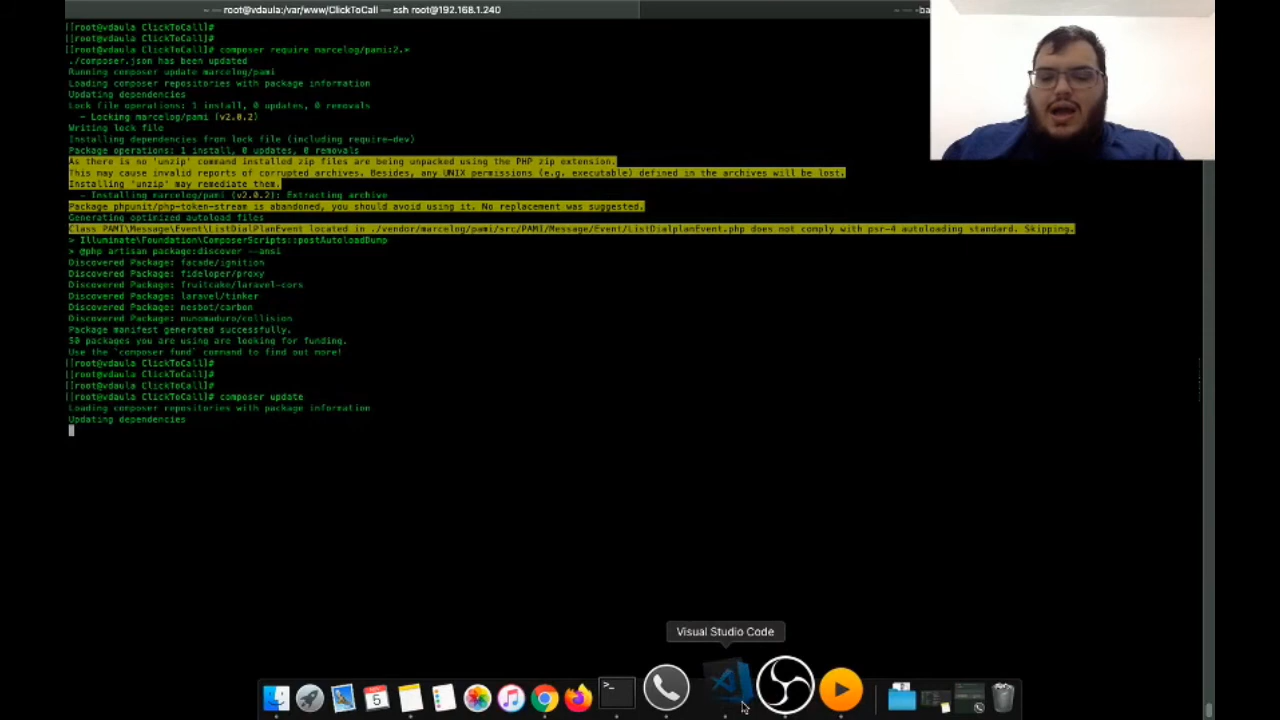 ~ — root@vdaula:/var/www/ClickToCall — ssh root@192.168.1.240
~ — -ba
[[root@vdaula ClickToCall]#
[[root@vdaula ClickToCall]#
[[root@vdaula ClickToCall]# composer require marcelog/pami:2.*
./composer.json has been updated
Running composer update marcelog/pami
Loading composer repositories with package information
Updating dependencies
Lock file operations: 1 install, 0 updates, 0 removals
- Locking marcelog/pami (v2.0.2)
Writing lock file
Installing dependencies from lock file (including require-dev)
Package operations: 1 install, 0 updates, 0 removals
As there is no 'unzip' command installed zip files are being unpacked using the PHP zip extension.
This may cause invalid reports of corrupted archives. Besides, any UNIX permissions (e.g. executable) defined in the archives will be lost.
Installing 'unzip' may remediate them.
- Installing marcelog/pami (v2.0.2): Extracting archive
Package phpunit/php-token-stream is abandoned, you should avoid using it. No replacement was suggested.
Generating optimized autoload files
Class PAMI\Message\Event\ListDialPlanEvent located in ./vendor/marcelog/pami/src/PAMI/Message/Event/ListDialplanEvent.php does not comply with psr-4 autoloading standard. Skipping.
> Illuminate\Foundation\ComposerScripts::postAutoloadDump
> @php artisan package:discover --ansi
Discovered Package: facade/ignition
Discovered Package: fideloper/proxy
Discovered Package: fruitcake/laravel-cors
Discovered Package: laravel/tinker
Discovered Package: nesbot/carbon
Discovered Package: nunomaduro/collision
Package manifest generated successfully.
50 packages you are using are looking for funding.
Use the `composer fund` command to find out more!
[[root@vdaula ClickToCall]#
[[root@vdaula ClickToCall]#
[[root@vdaula ClickToCall]#
[[root@vdaula ClickToCall]# composer update
Loading composer repositories with package information
Updating dependencies
Visual Studio Code
5
>_